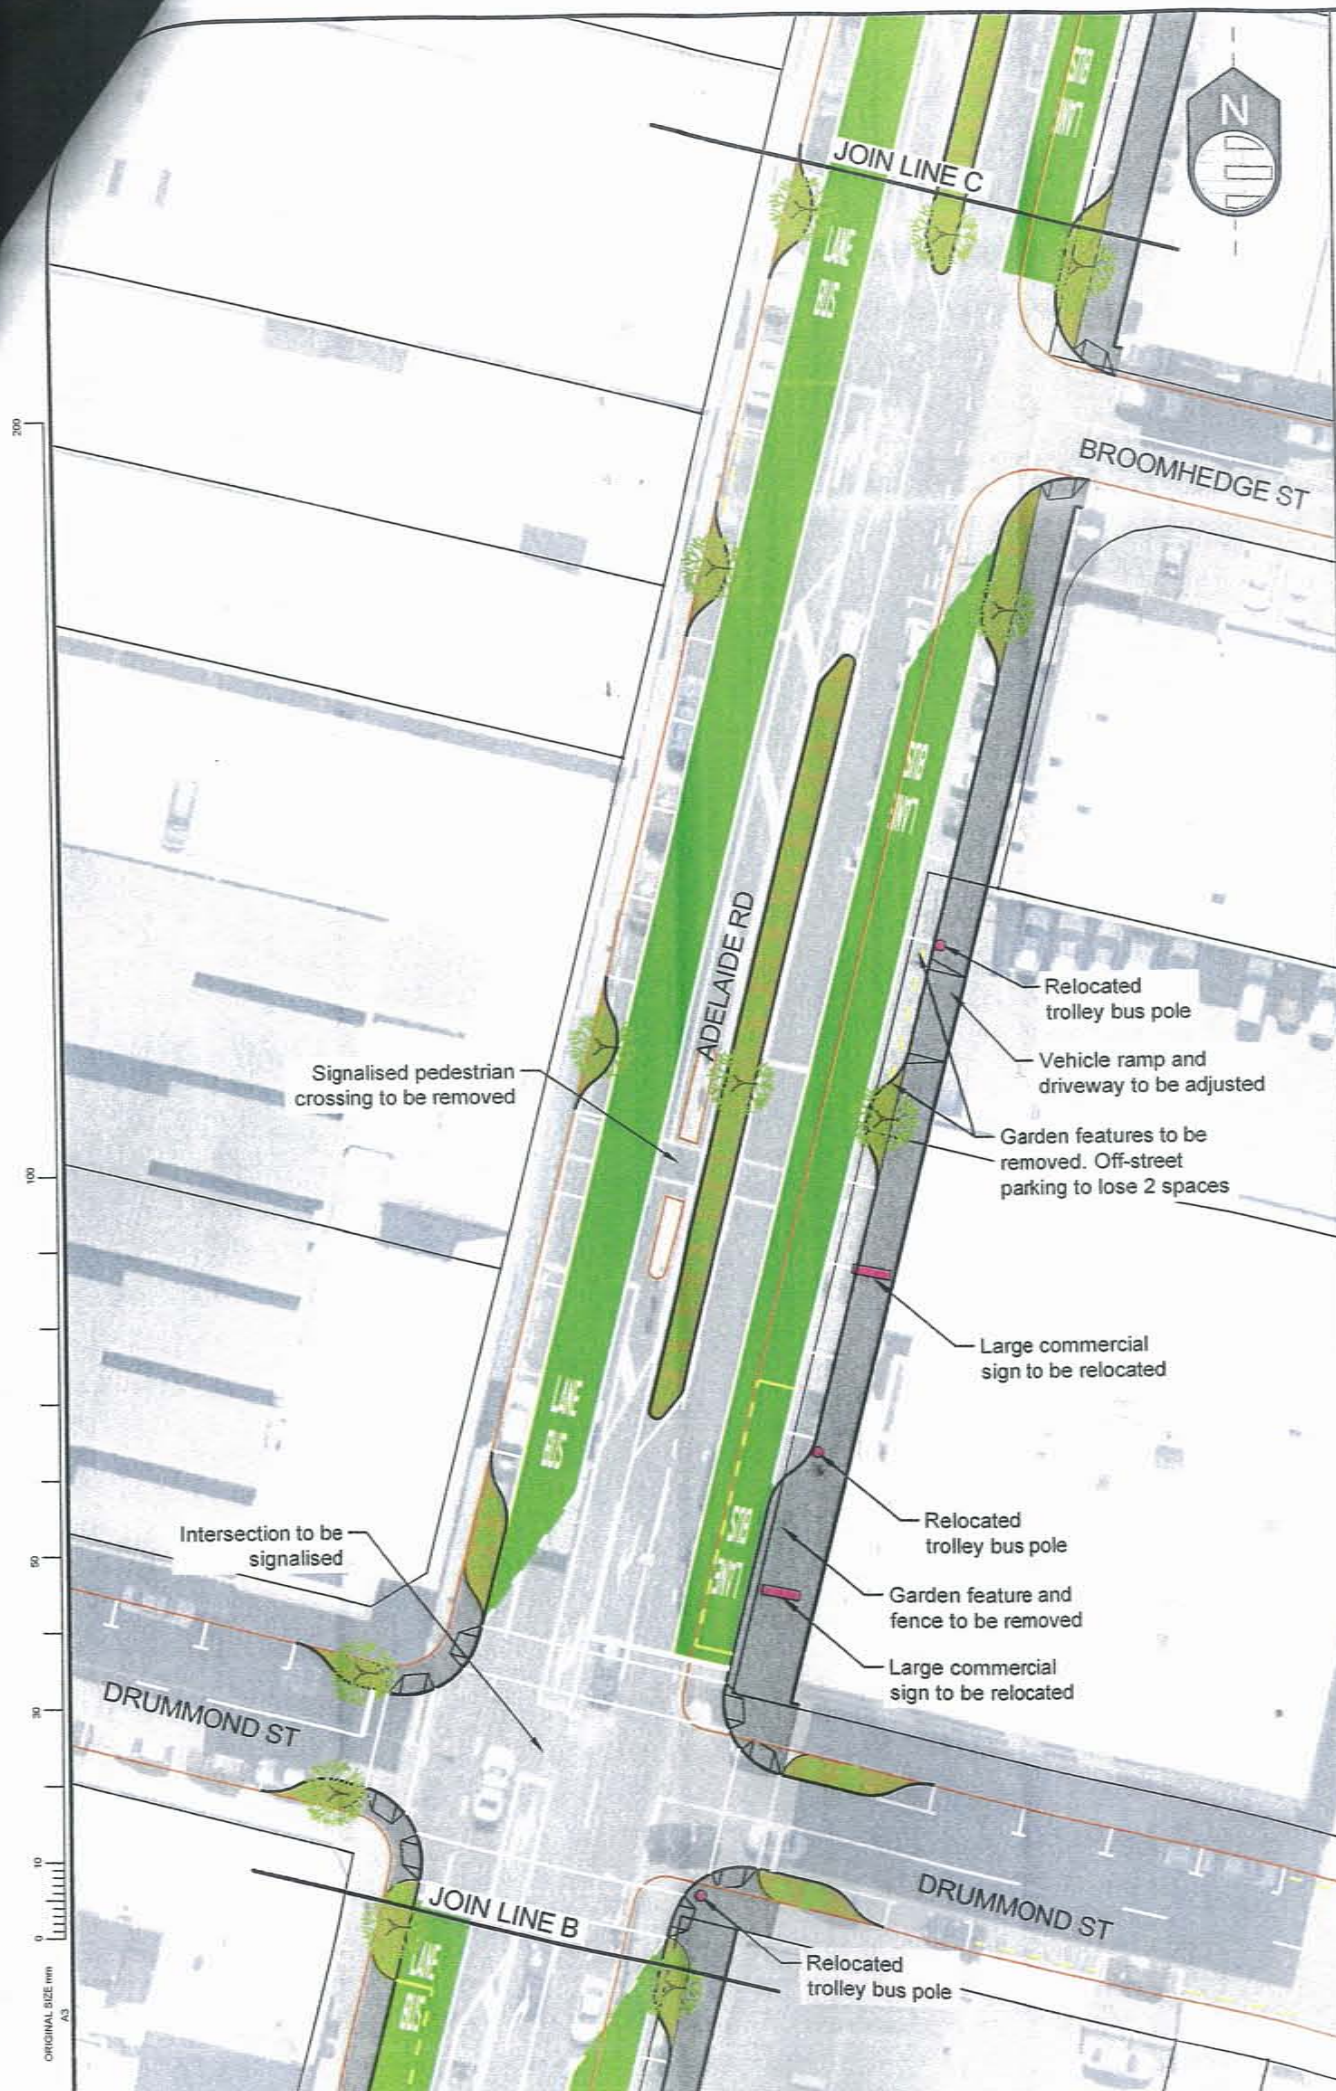 BUS
LANE
N
JOIN LINE C
LANE
BUS
200
BROOMHEDGE ST
BUS
LANE
ADELAIDE RD
Relocated
trolley bus pole
Signalised pedestrian
crossing to be removed
Vehicle ramp and
driveway to be adjusted
Garden features to be
removed. Off-street
parking to lose 2 spaces
100
Large commercial
sign to be relocated
LANE
BUS
Relocated
trolley bus pole
Intersection to be
signalised
BUS
LANE
50
Garden feature and
fence to be removed
Large commercial
sign to be relocated
DRUMMOND ST
30
10
DRUMMOND ST
JOIN LINE B
0
LANE
BUS
Relocated
trolley bus pole
ORIGINAL SIZE mm
A3